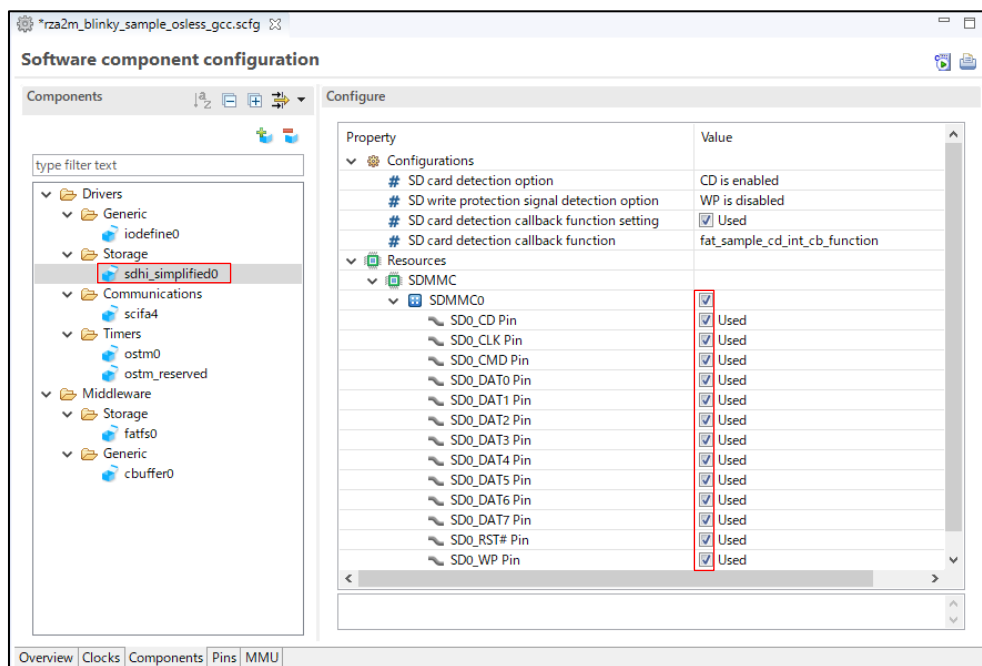 *rza2m_blinky_sample_osless_gcc.scfg
Software component configuration
Components
Configure
type filter text
Drivers
Generic
iodefine0
Storage
sdhi_simplified0
Communications
scifa4
Timers
ostm0
ostm_reserved
Middleware
Storage
fatfs0
Generic
cbuffer0
Property Value
Configurations
# SD card detection option CD is enabled
# SD write protection signal detection option WP is disabled
# SD card detection callback function setting Used
# SD card detection callback function fat_sample_cd_int_cb_function
Resources
SDMMC
SDMMC0
SD0_CD Pin Used
SD0_CLK Pin Used
SD0_CMD Pin Used
SD0_DAT0 Pin Used
SD0_DAT1 Pin Used
SD0_DAT2 Pin Used
SD0_DAT3 Pin Used
SD0_DAT4 Pin Used
SD0_DAT5 Pin Used
SD0_DAT6 Pin Used
SD0_DAT7 Pin Used
SD0_RST# Pin Used
SD0_WP Pin Used
Overview Clocks Components Pins MMU